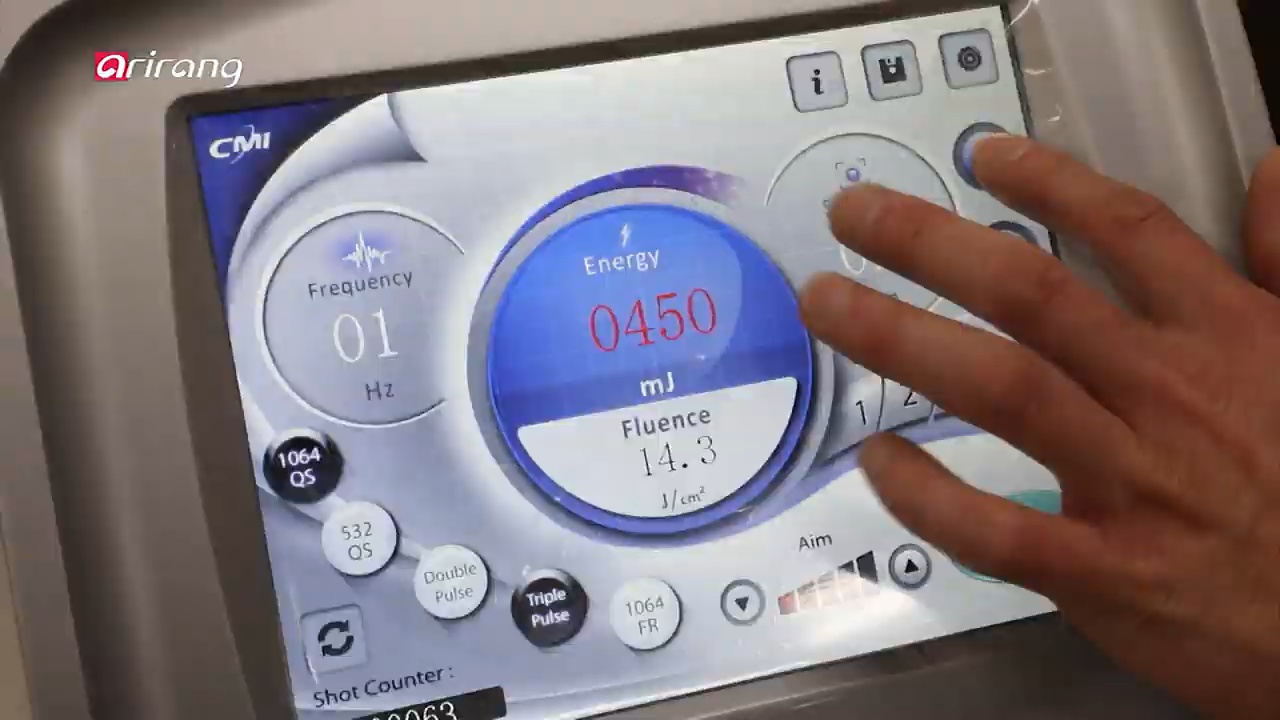 arirang
CMI
i
Frequency
01
Hz
Energy
0450
mJ
Fluence
14.3
J/cm²
1 2
1064
QS
532
QS
Double
Pulse
Triple
Pulse
1064
FR
Aim
Shot Counter :